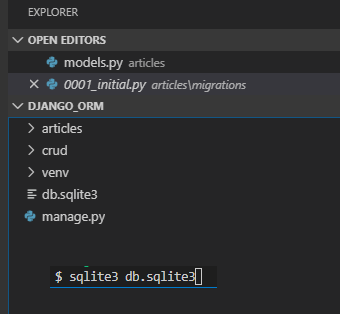 EXPLORER
OPEN EDITORS
models.py articles
0001_initial.py articles\migrations
DJANGO_ORM
articles
crud
venv
db.sqlite3
manage.py
$ sqlite3 db.sqlite3